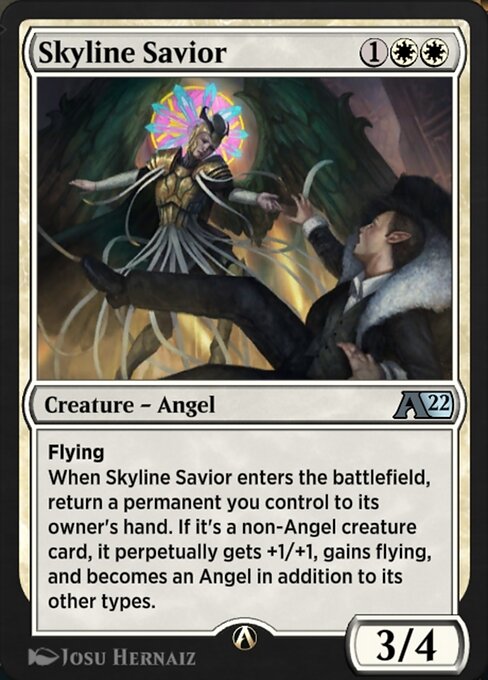 Skyline Savior 1
Creature – Angel A22
Flying
When Skyline Savior enters the battlefield,
return a permanent you control to its
owner's hand. If it's a non-Angel creature
card, it perpetually gets +1/+1, gains flying,
and becomes an Angel in addition to its
other types.
Josu Hernaiz
3/4